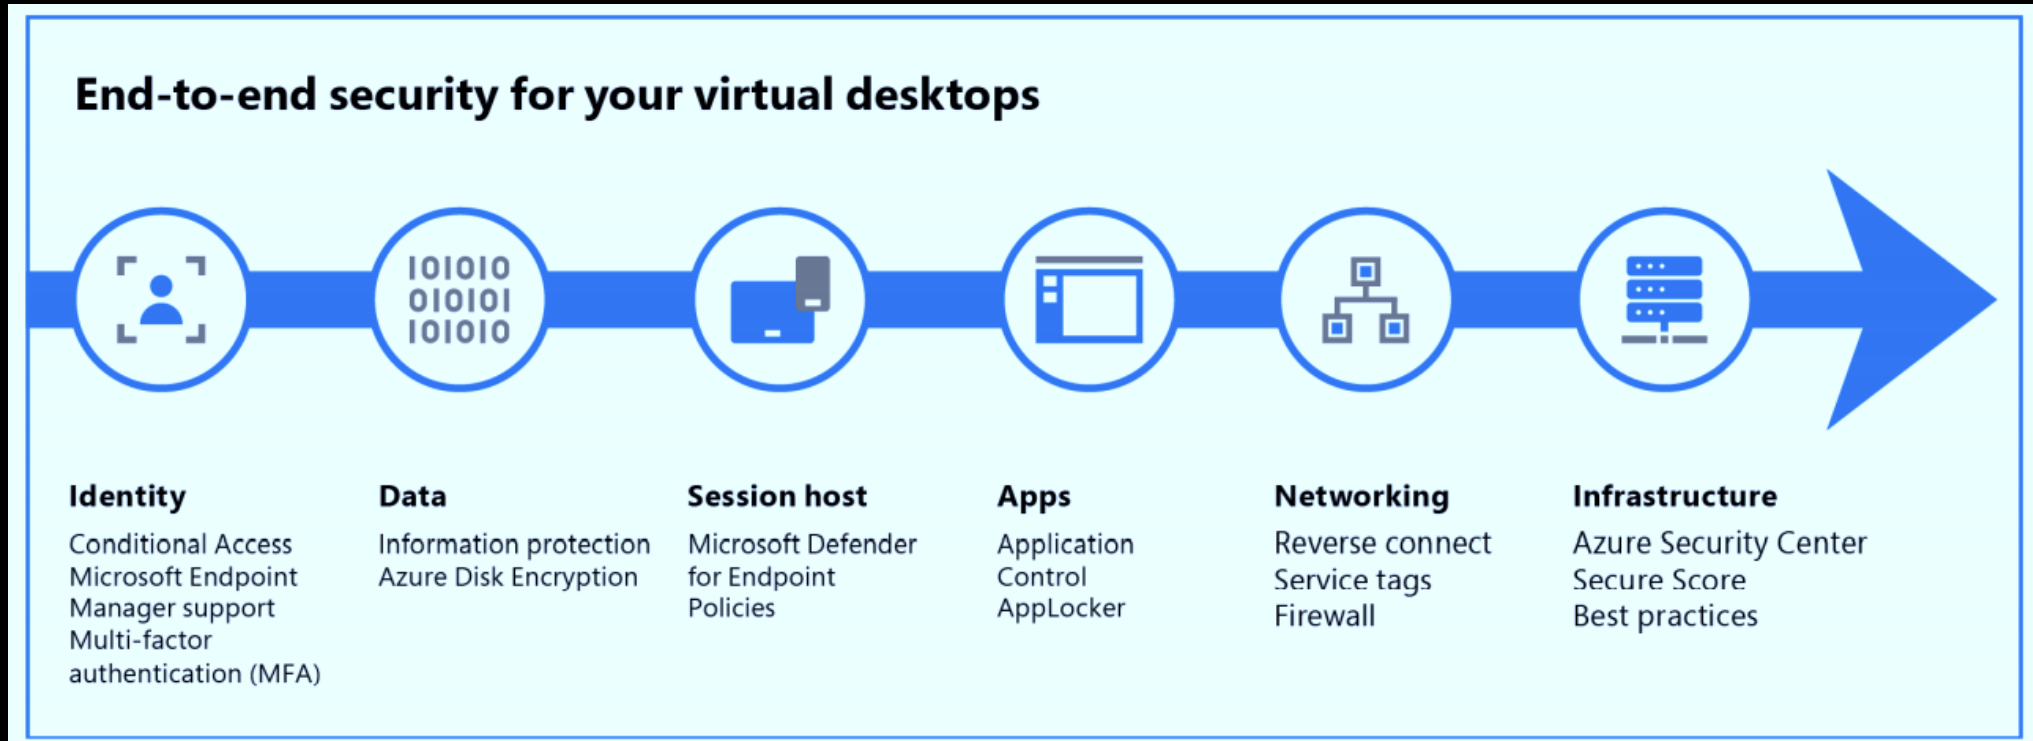 End-to-end security for your virtual desktops
101010
010101
101010
Identity
Conditional Access
Microsoft Endpoint
Manager support
Multi-factor
authentication (MFA)
Data
Information protection
Azure Disk Encryption
Session host
Microsoft Defender
for Endpoint
Policies
Apps
Application
Control
AppLocker
Networking
Reverse connect
Service tags
Firewall
Infrastructure
Azure Security Center
Secure Score
Best practices